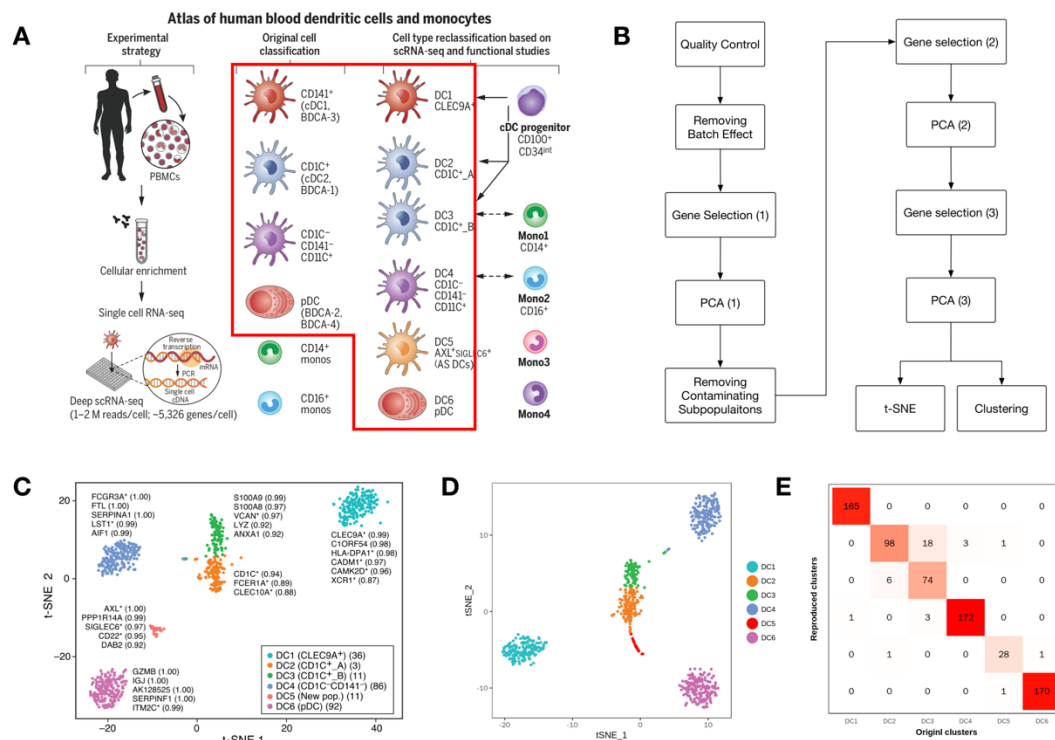 A
Atlas of human blood dendritic cells and monocytes
Experimental
strategy
Original cell
classification
Cell type reclassification based on
scRNA-seq and functional studies
PBMCs
Cellular enrichment
Single cell RNA-seq
Reverse
transcription
mRNA
PCR
Single cell
cDNA
Deep scRNA-seq
(1–2 M reads/cell; ~5,326 genes/cell)
CD141+
(cDC1,
BDCA-3)
CD1C+
(cDC2,
BDCA-1)
CD1C–
CD141–
CD11C+
pDC
(BDCA-2,
BDCA-4)
CD14+
monos
CD16+
monos
DC1
CLEC9A+
DC2
CD1C+_A
DC3
CD1C+_B
DC4
CD1C–
CD141–
CD11C+
DC5
AXL+SIGLEC6+
(AS DCs)
DC6
pDC
cDC progenitor
CD100+
CD34int
Mono1
CD14+
Mono2
CD16+
Mono3
Mono4
B
Quality Control
Removing
Batch Effect
Gene Selection (1)
PCA (1)
Removing
Contaminating
Subpopulaitons
Gene selection (2)
PCA (2)
Gene selection (3)
PCA (3)
t-SNE
Clustering
C
t-SNE 2
20
0
−20
FCGR3A* (1.00)
FTL (1.00)
SERPINA1 (1.00)
LST1* (0.99)
AIF1 (0.99)
S100A9 (0.99)
S100A8 (0.97)
VCAN* (0.97)
LYZ (0.92)
ANXA1 (0.92)
CLEC9A* (0.99)
C1ORF54 (0.98)
HLA-DPA1* (0.98)
CADM1* (0.97)
CAMK2D* (0.96)
XCR1* (0.87)
CD1C* (0.94)
FCER1A* (0.89)
CLEC10A* (0.88)
AXL* (1.00)
PPP1R14A (0.99)
SIGLEC6* (0.97)
CD22* (0.95)
DAB2 (0.92)
GZMB (1.00)
IGJ (1.00)
AK128525 (1.00)
SERPINF1 (1.00)
ITM2C* (0.99)
DC1 (CLEC9A+) (36)
DC2 (CD1C+_A) (3)
DC3 (CD1C+_B) (11)
DC4 (CD1C–CD141–) (86)
DC5 (New pop.) (11)
DC6 (pDC) (92)
−20 0 20 40
t-SNE 1
D
tSNE_2
10
0
-10
-20 -10 0 10
tSNE_1
DC1
DC2
DC3
DC4
DC5
DC6
E
Reproduced clusters
165 0 0 0 0 0
0 98 18 3 1 0
0 6 74 0 0 0
1 0 3 172 0 0
0 1 0 0 28 1
0 0 0 0 1 170
DC1 DC2 DC3 DC4 DC5 DC6
Originl clusters